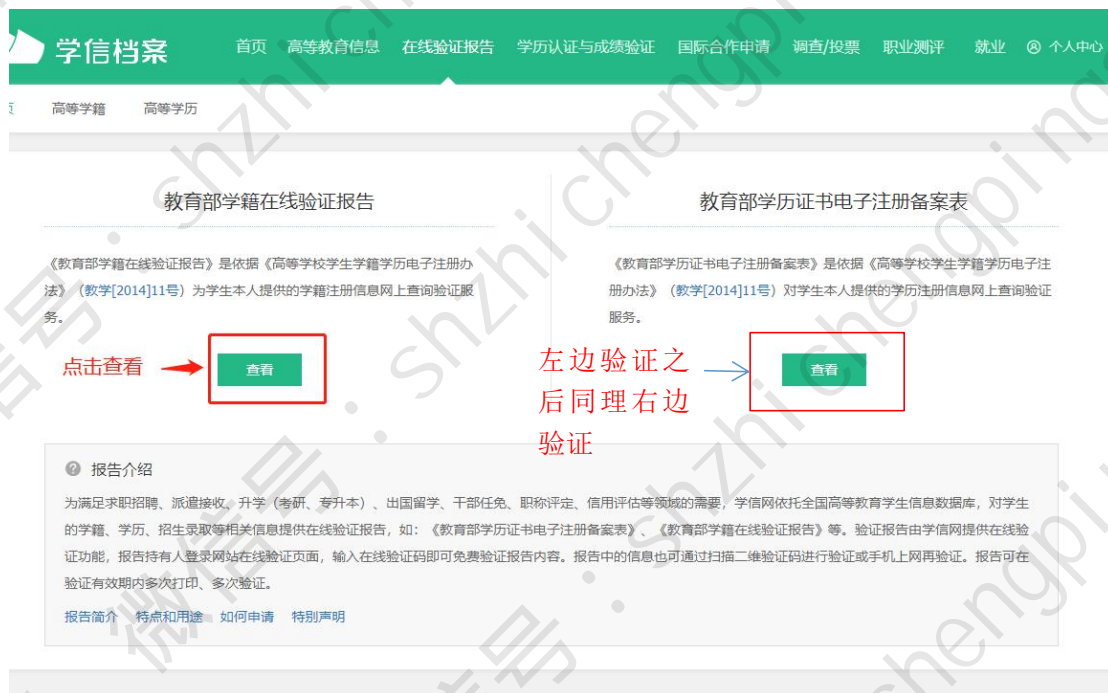 学信档案
首页 高等教育信息 在线验证报告 学历认证与成绩验证 国际合作申请 调查/投票 职业测评 就业 个人中心
高等学籍 高等学历
教育部学籍在线验证报告
《教育部学籍在线验证报告》是依据《高等学校学生学籍学历电子注册办
法》（教学[2014]11号）为学生本人提供的学籍注册信息网上查询验证服
务。
点击查看
查看
教育部学历证书电子注册备案表
《教育部学历证书电子注册备案表》是依据《高等学校学生学籍学历电子注
册办法》（教学[2014]11号）对学生本人提供的学历注册信息网上查询验证
服务。
左边验证之
后同理右边
验证
查看
报告介绍
为满足求职招聘、派遣接收、升学（考研、专升本）、出国留学、干部任免、职称评定、信用评估等领域的需要，学信网依托全国高等教育学生信息数据库，对学生
的学籍、学历、招生录取等相关信息提供在线验证报告，如：《教育部学历证书电子注册备案表》、《教育部学籍在线验证报告》等。验证报告由学信网提供在线验
证功能，报告持有人登录网站在线验证页面，输入在线验证码即可免费验证报告内容。报告中的信息也可通过扫描二维验证码进行验证或手机上网再验证。报告可在
验证有效期内多次打印、多次验证。
报告简介 特点和用途 如何申请 特别声明
微信号：shzhi chengping